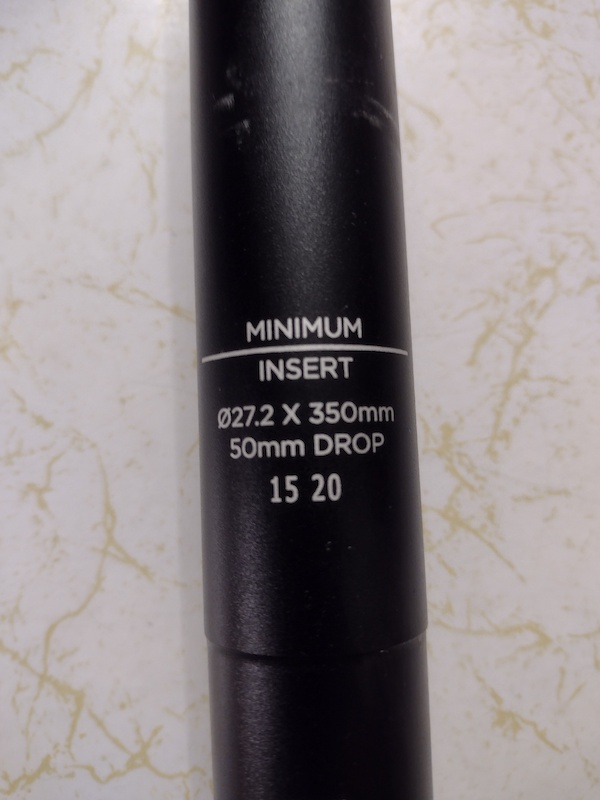 MINIMUM
INSERT
Ø27.2 X 350mm
50mm DROP
15 20